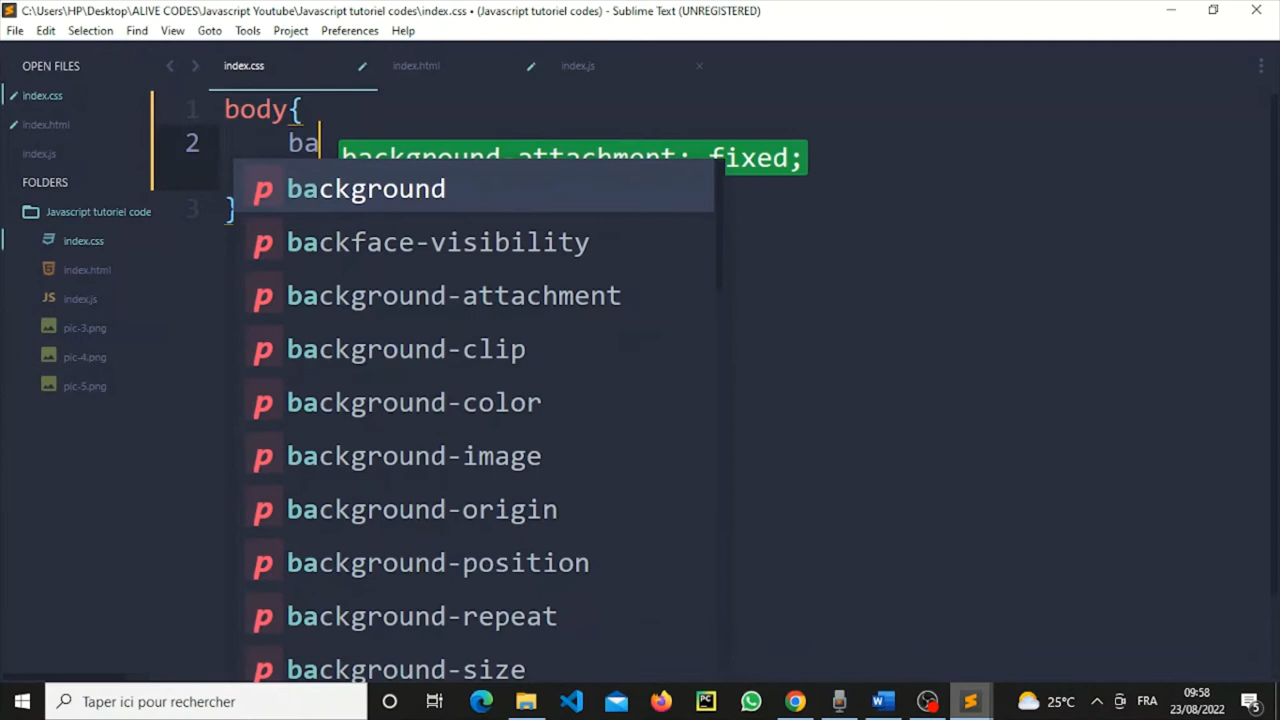 C:\Users\HP\Desktop\ALIVE CODES\Javascript Youtube\Javascript tutoriel codes\index.css • (Javascript tutoriel codes) - Sublime Text (UNREGISTERED)
File Edit Selection Find View Goto Tools Project Preferences Help
OPEN FILES
index.css
index.html
index.js
FOLDERS
Javascript tutoriel code
index.css
index.html
JS index.js
pic-3.png
pic-4.png
pic-5.png
index.css index.html index.js
1 body{
2 ba
background-attachment: fixed;
3 }
p background
p backface-visibility
p background-attachment
p background-clip
p background-color
p background-image
p background-origin
p background-position
p background-repeat
p background-size
Taper ici pour rechercher
PC
W
25°C
FRA
09:58
23/08/2022
5